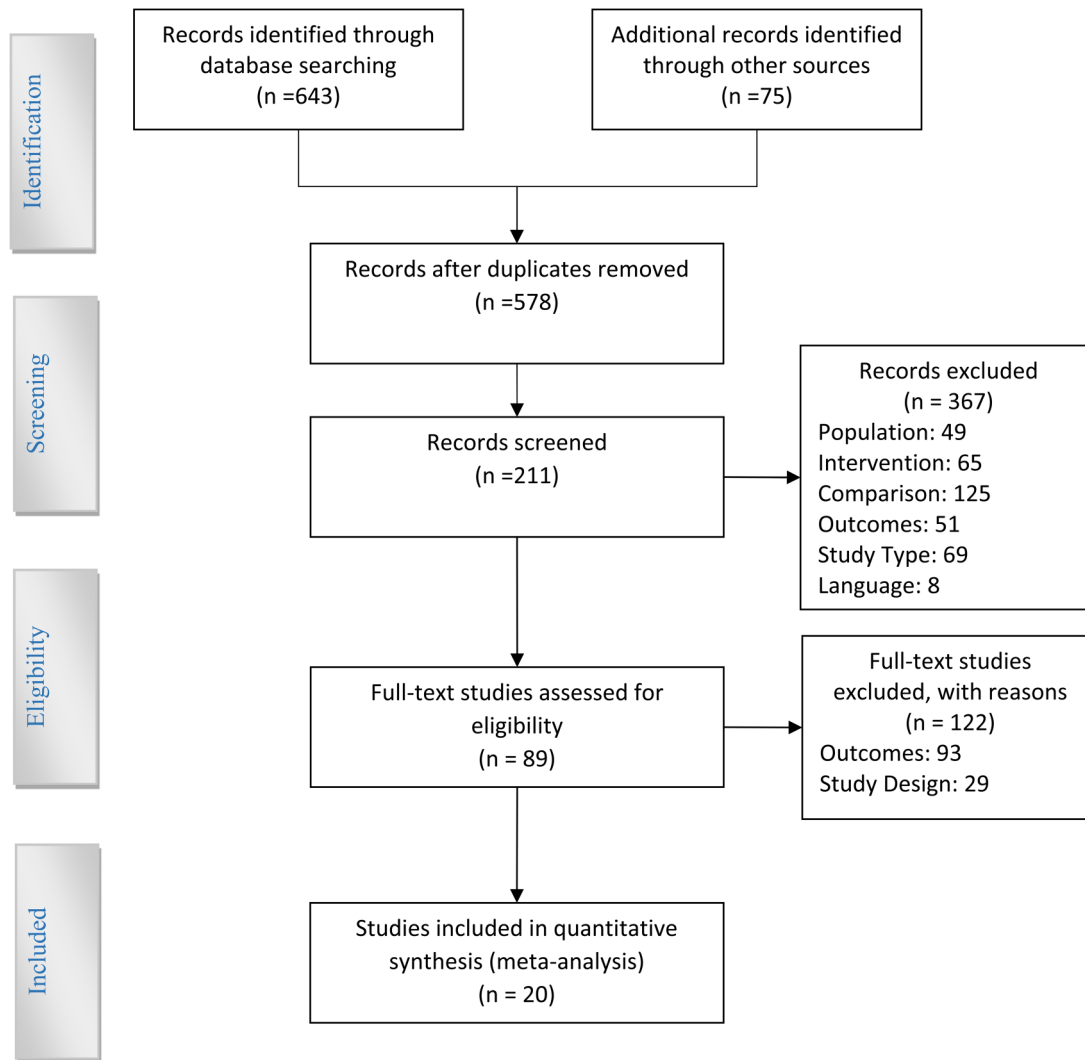 Identification
Records identified through
database searching
(n =643)
Additional records identified
through other sources
(n =75)
Records after duplicates removed
(n =578)
Screening
Records screened
(n =211)
Records excluded
(n = 367)
Population: 49
Intervention: 65
Comparison: 125
Outcomes: 51
Study Type: 69
Language: 8
Eligibility
Full-text studies assessed for
eligibility
(n = 89)
Full-text studies
excluded, with reasons
(n = 122)
Outcomes: 93
Study Design: 29
Included
Studies included in quantitative
synthesis (meta-analysis)
(n = 20)